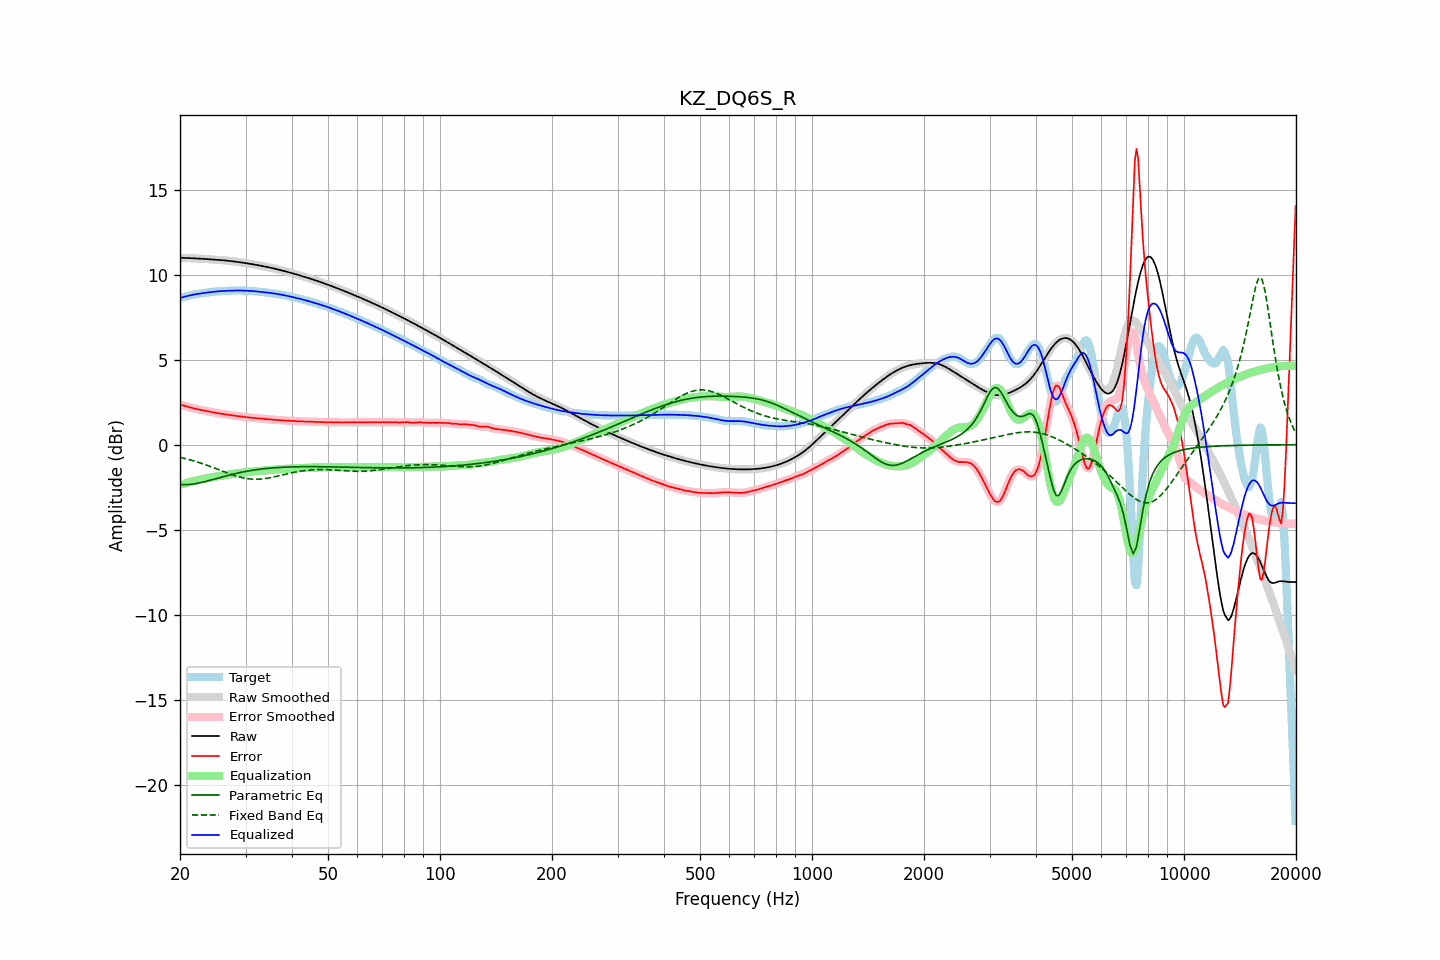 KZ_DQ6S_R
Amplitude (dBr)
15
10
5
0
−5
−10
−15
−20
Target
Raw Smoothed
Error Smoothed
Raw
Error
Equalization
Parametric Eq
Fixed Band Eq
Equalized
20 50 100 200 500 1000 2000 5000 10000 20000
Frequency (Hz)